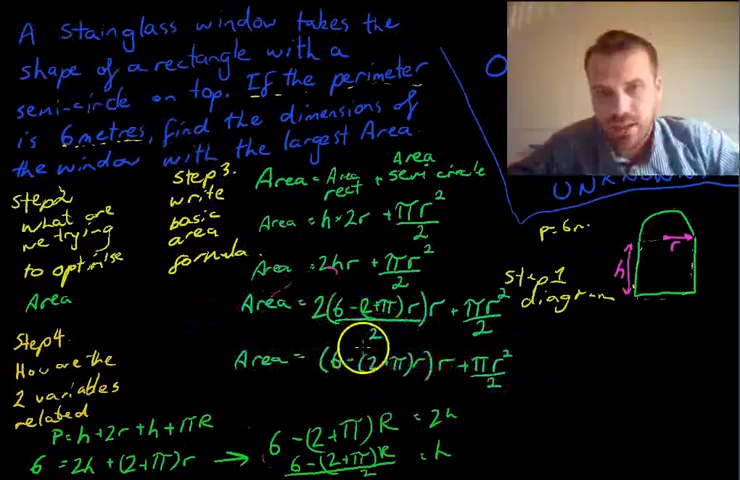 A Stainglass window takes the
shape of a rectangle with a
semi-circle on top. If the perimeter
is 6 metres, find the dimensions of
the window with the largest Area.
Step 2
what are
we trying
to optimise
Area
Step 3.
write
basic
area
formula.
Area = Area rect + Area semi circle
Area = h × 2r + πr²/2
Area = 2hr + πr²/2
Area = 2(6-(2+π)r)/2 r + πr²/2
Area = (6-(2+π)r)r + πr²/2
UNKNOW
P=6m.
h
r
Step 1
diagram
Step 4.
How are the
2 variables
related
P = h + 2r + h + πR
6 = 2h + (2+π)r → 6-(2+π)R = 2h
6-(2+π)R/2 = h